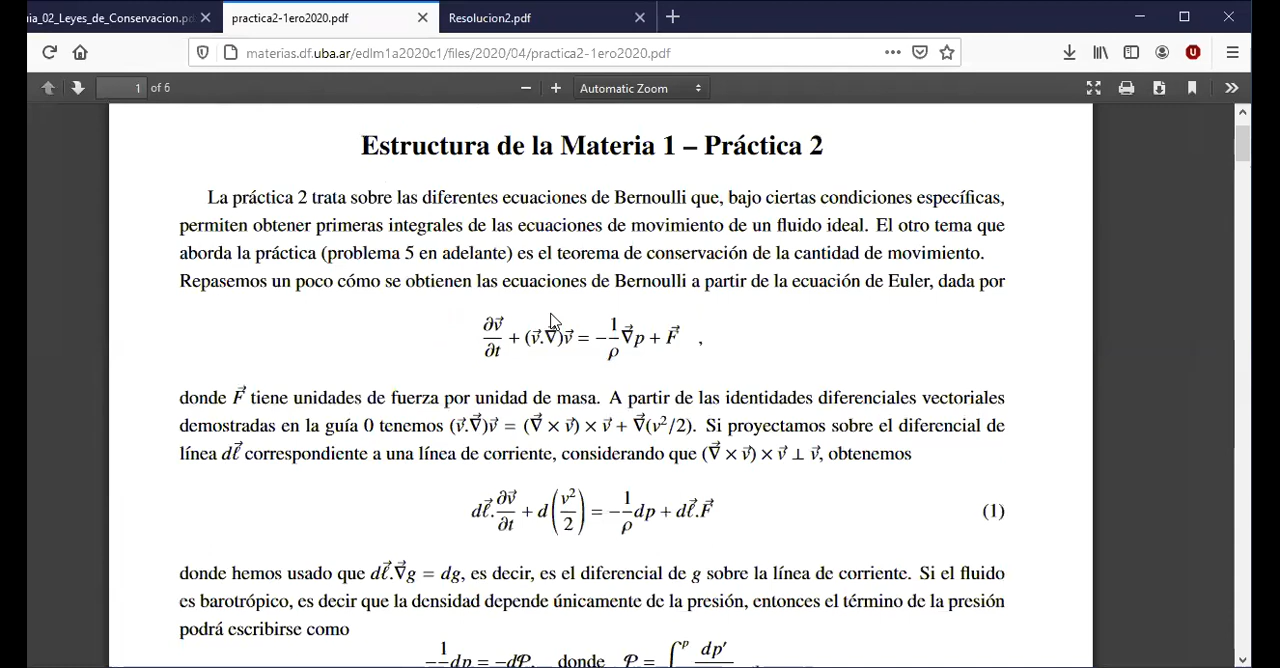 uia_02_Leyes_de_Conservacion.pd
practica2-1ero2020.pdf
Resolucion2.pdf
materias.df.uba.ar/edlm1a2020c1/files/2020/04/practica2-1ero2020.pdf
1 of 6
Automatic Zoom
Estructura de la Materia 1 – Práctica 2
La práctica 2 trata sobre las diferentes ecuaciones de Bernoulli que, bajo ciertas condiciones específicas,
permiten obtener primeras integrales de las ecuaciones de movimiento de un fluido ideal. El otro tema que
aborda la práctica (problema 5 en adelante) es el teorema de conservación de la cantidad de movimiento.
Repasemos un poco cómo se obtienen las ecuaciones de Bernoulli a partir de la ecuación de Euler, dada por
∂v⃗/∂t + (v⃗.∇⃗)v⃗ = −1/ρ ∇⃗p + F⃗ ,
donde F⃗ tiene unidades de fuerza por unidad de masa. A partir de las identidades diferenciales vectoriales
demostradas en la guía 0 tenemos (v⃗.∇⃗)v⃗ = (∇⃗ × v⃗) × v⃗ + ∇⃗(v²/2). Si proyectamos sobre el diferencial de
línea dℓ⃗ correspondiente a una línea de corriente, considerando que (∇⃗ × v⃗) × v⃗ ⊥ v⃗, obtenemos
dℓ⃗.∂v⃗/∂t + d(v²/2) = −1/ρ dp + dℓ⃗.F⃗ (1)
donde hemos usado que dℓ⃗.∇⃗g = dg, es decir, es el diferencial de g sobre la línea de corriente. Si el fluido
es barotrópico, es decir que la densidad depende únicamente de la presión, entonces el término de la presión
podrá escribirse como
−1/ρ dp = −d𝒫, donde 𝒫 = ∫^p dp′